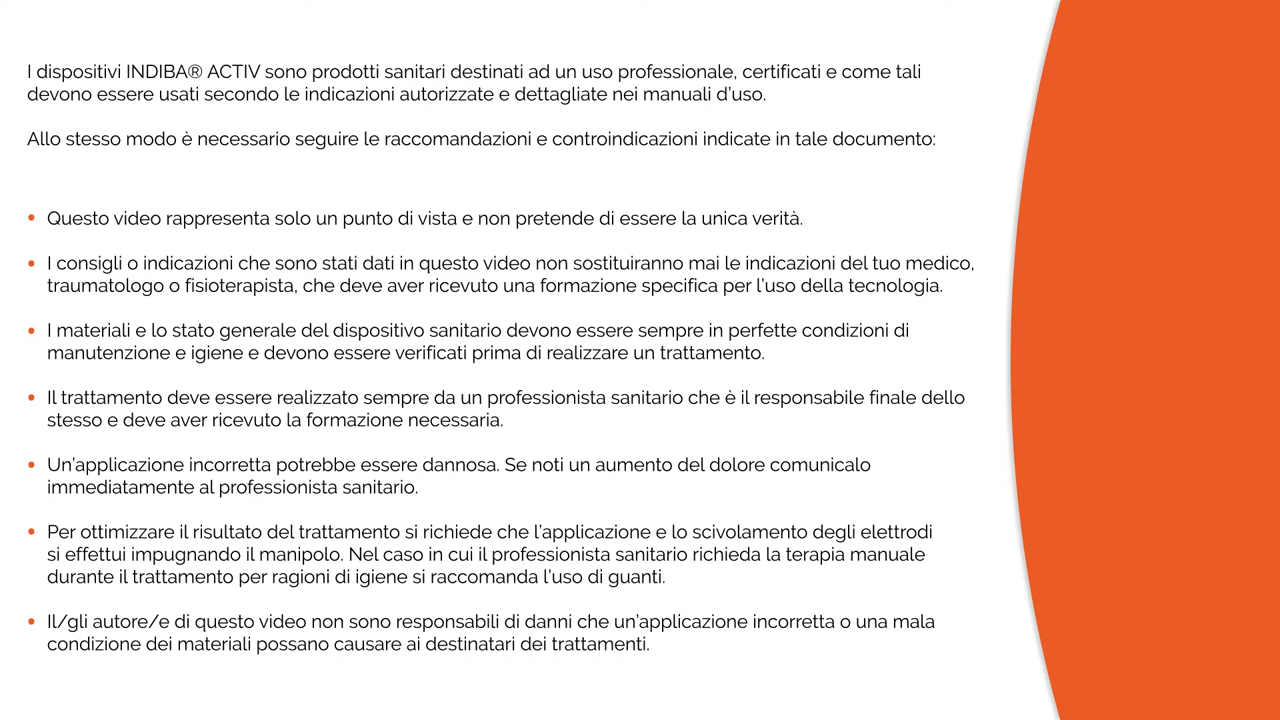 I dispositivi INDIBA® ACTIV sono prodotti sanitari destinati ad un uso professionale, certificati e come tali
devono essere usati secondo le indicazioni autorizzate e dettagliate nei manuali d'uso.
Allo stesso modo è necessario seguire le raccomandazioni e controindicazioni indicate in tale documento:
• Questo video rappresenta solo un punto di vista e non pretende di essere la unica verità.
• I consigli o indicazioni che sono stati dati in questo video non sostituiranno mai le indicazioni del tuo medico,
traumatologo o fisioterapista, che deve aver ricevuto una formazione specifica per l'uso della tecnologia.
• I materiali e lo stato generale del dispositivo sanitario devono essere sempre in perfette condizioni di
manutenzione e igiene e devono essere verificati prima di realizzare un trattamento.
• Il trattamento deve essere realizzato sempre da un professionista sanitario che è il responsabile finale dello
stesso e deve aver ricevuto la formazione necessaria.
• Un'applicazione incorretta potrebbe essere dannosa. Se noti un aumento del dolore comunicalo
immediatamente al professionista sanitario.
• Per ottimizzare il risultato del trattamento si richiede che l'applicazione e lo scivolamento degli elettrodi
si effettui impugnando il manipolo. Nel caso in cui il professionista sanitario richieda la terapia manuale
durante il trattamento per ragioni di igiene si raccomanda l'uso di guanti.
• Il/gli autore/e di questo video non sono responsabili di danni che un'applicazione incorretta o una mala
condizione dei materiali possano causare ai destinatari dei trattamenti.